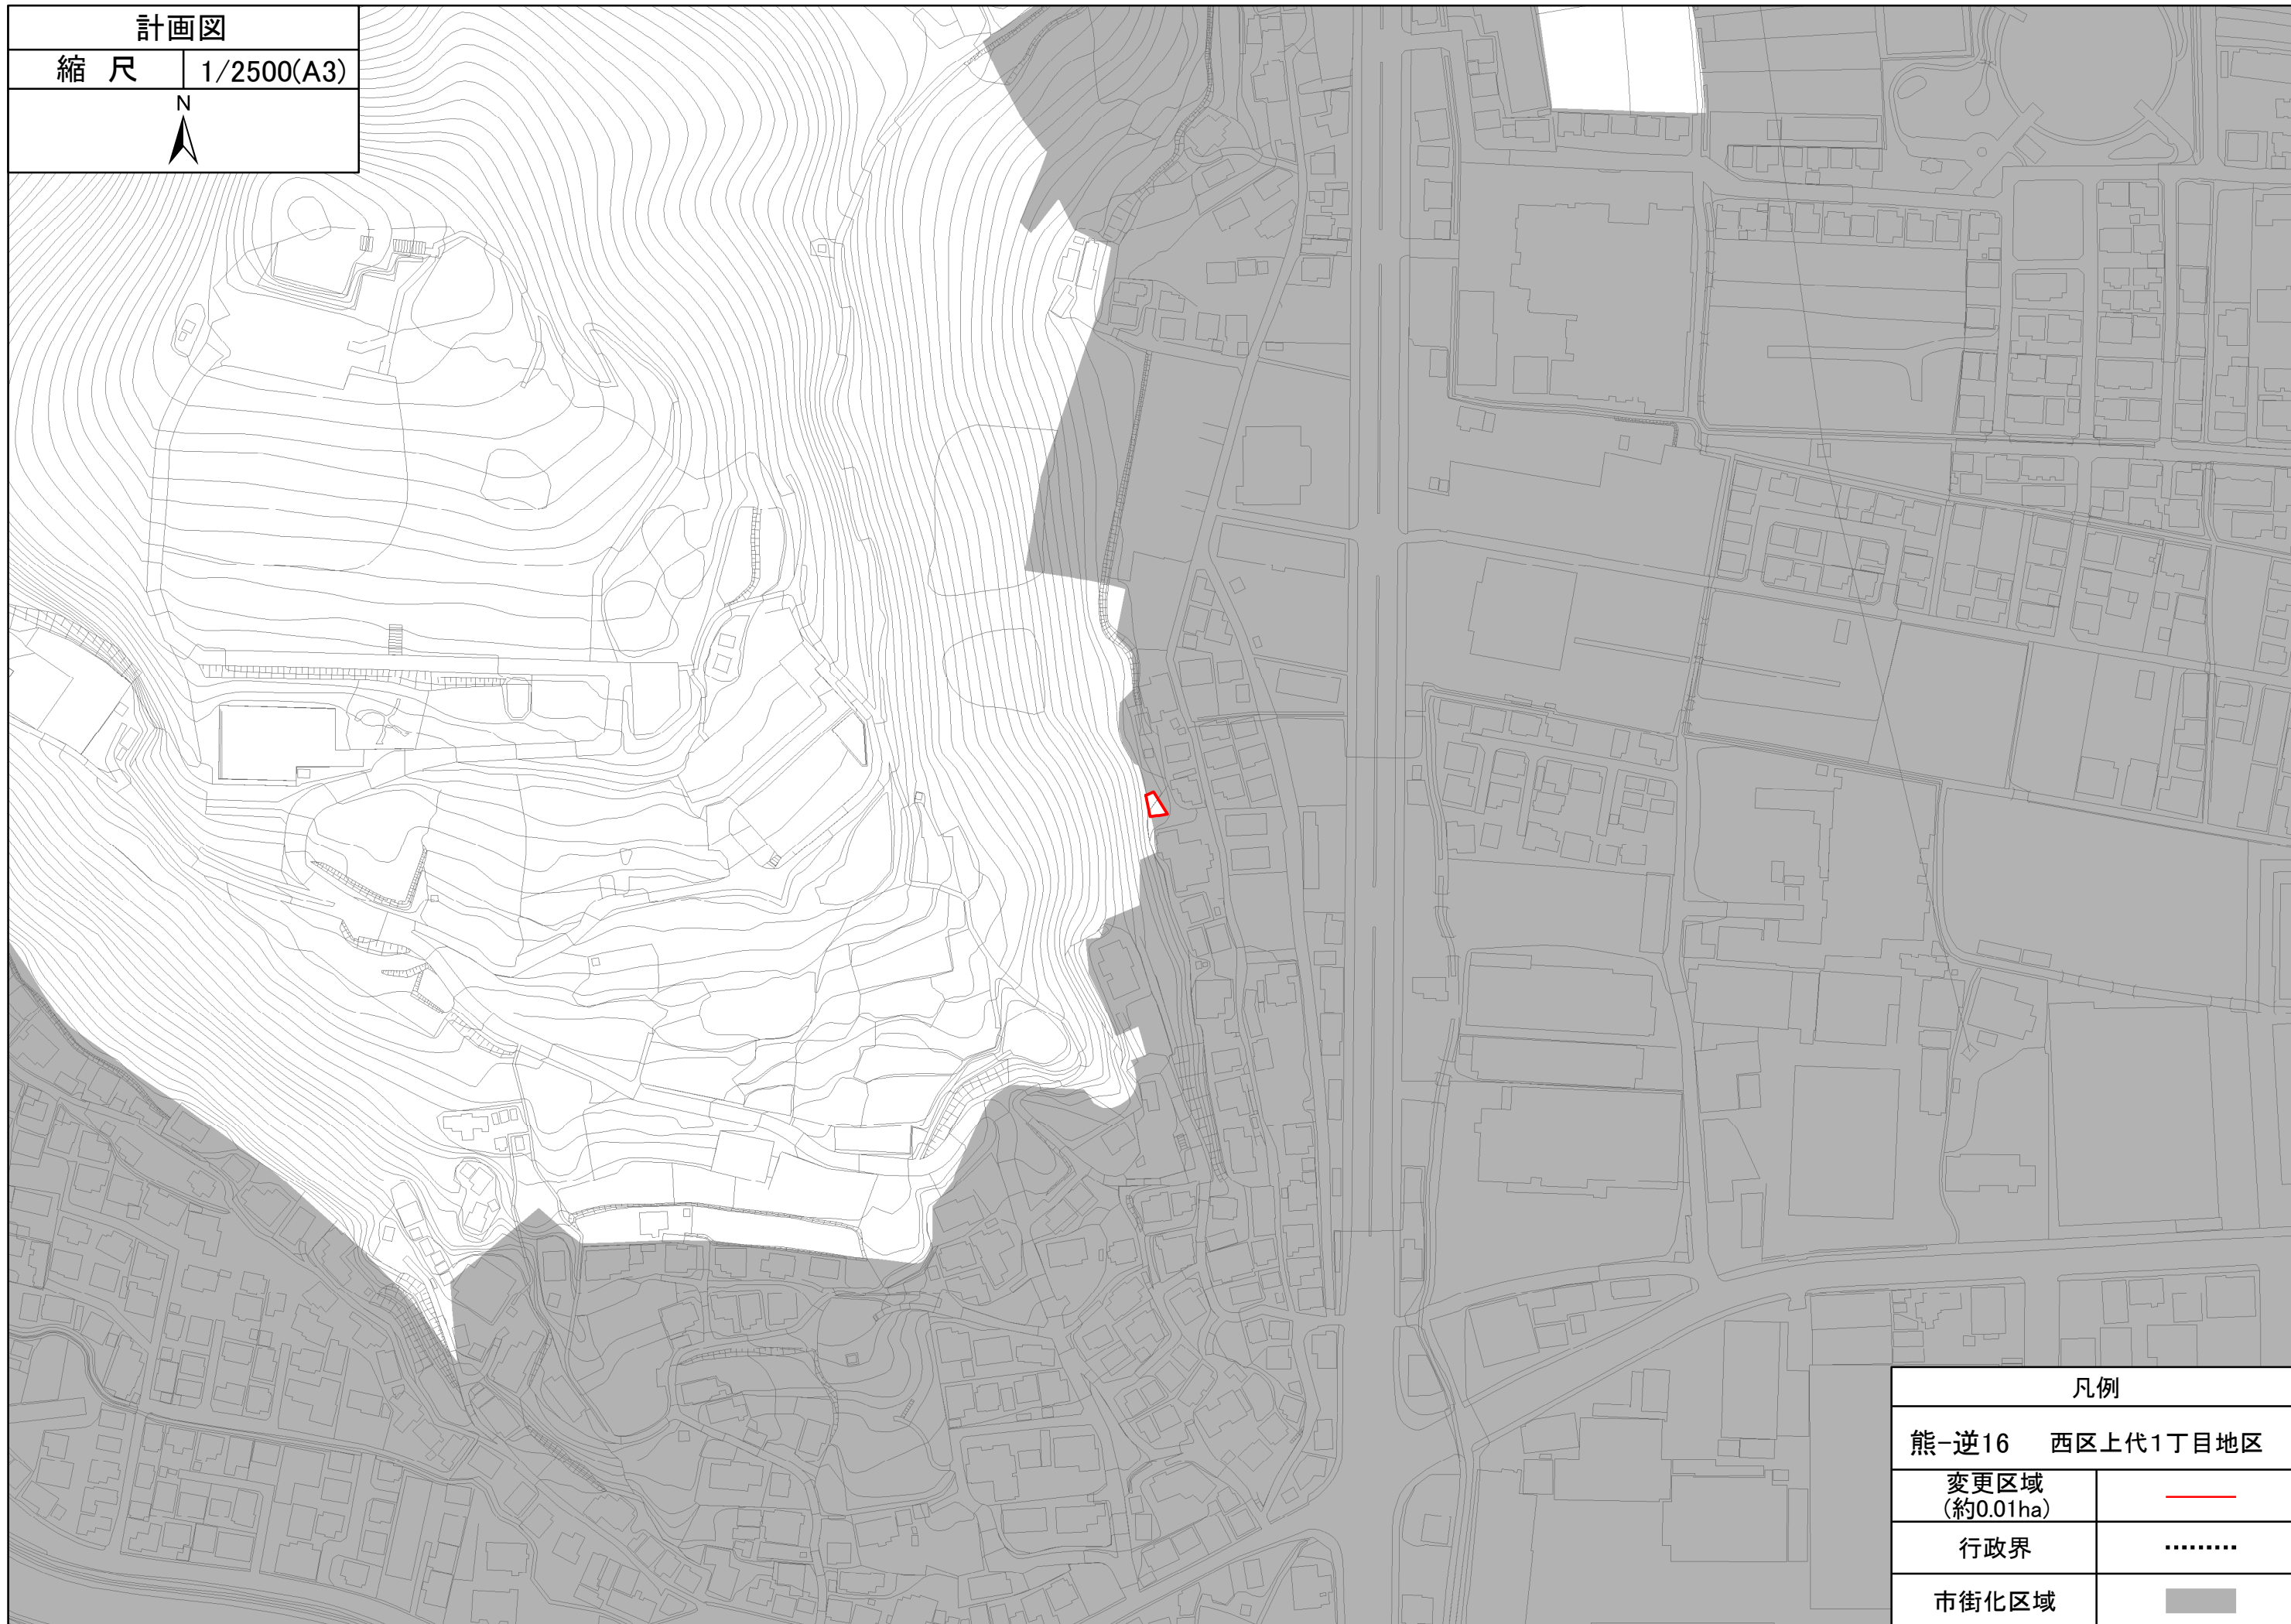 計画図
縮 尺 1/2500(A3)
N
凡例
熊-逆16 西区上代1丁目地区
変更区域
(約0.01ha)
行政界
市街化区域